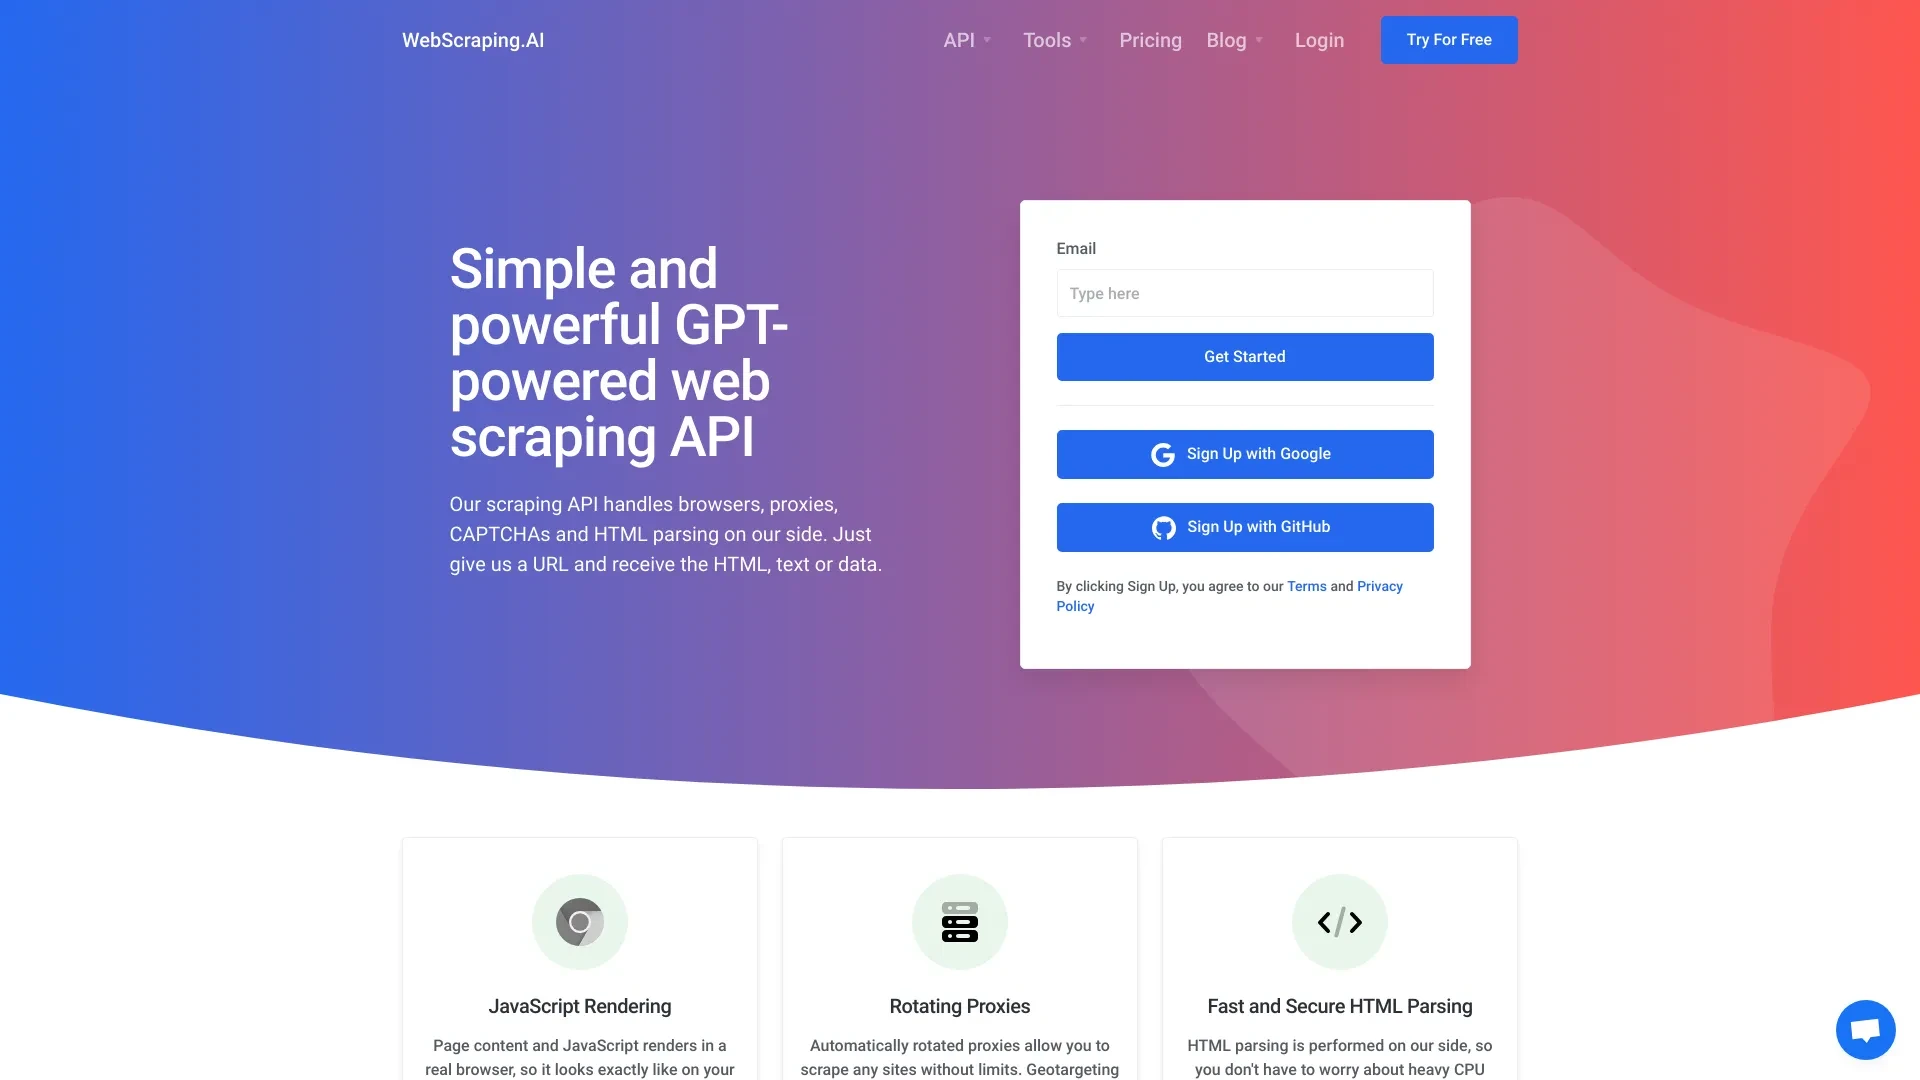 WebScraping.AI
API
Tools
Pricing
Blog
Login
Try For Free
Simple and
powerful GPT-
powered web
scraping API
Our scraping API handles browsers, proxies,
CAPTCHAs and HTML parsing on our side. Just
give us a URL and receive the HTML, text or data.
Email
Type here
Get Started
Sign Up with Google
Sign Up with GitHub
By clicking Sign Up, you agree to our Terms and Privacy
Policy
JavaScript Rendering
Page content and JavaScript renders in a
real browser, so it looks exactly like on your
Rotating Proxies
Automatically rotated proxies allow you to
scrape any sites without limits. Geotargeting
Fast and Secure HTML Parsing
HTML parsing is performed on our side, so
you don't have to worry about heavy CPU